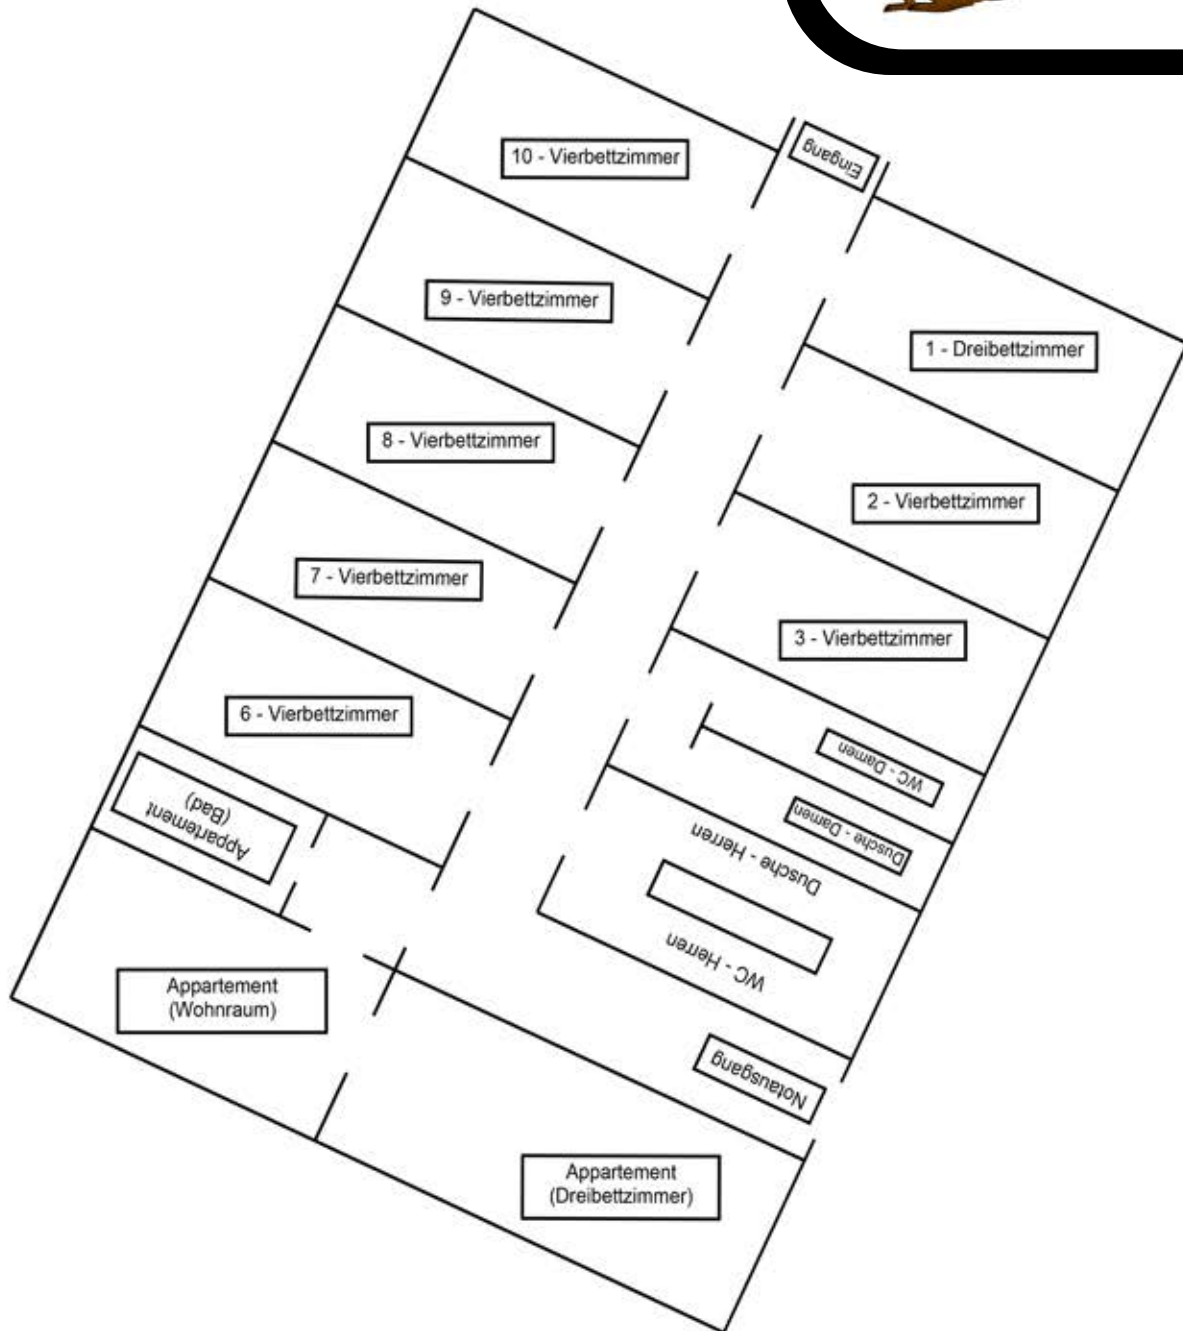 Eingang
10 - Vierbettzimmer
9 - Vierbettzimmer
1 - Dreibettzimmer
8 - Vierbettzimmer
2 - Vierbettzimmer
7 - Vierbettzimmer
3 - Vierbettzimmer
6 - Vierbettzimmer
WC - Damen
Appartement
(Bad)
Dusche - Damen
Dusche - Herren
WC - Herren
Appartement
(Wohnraum)
Notausgang
Appartement
(Dreibettzimmer)